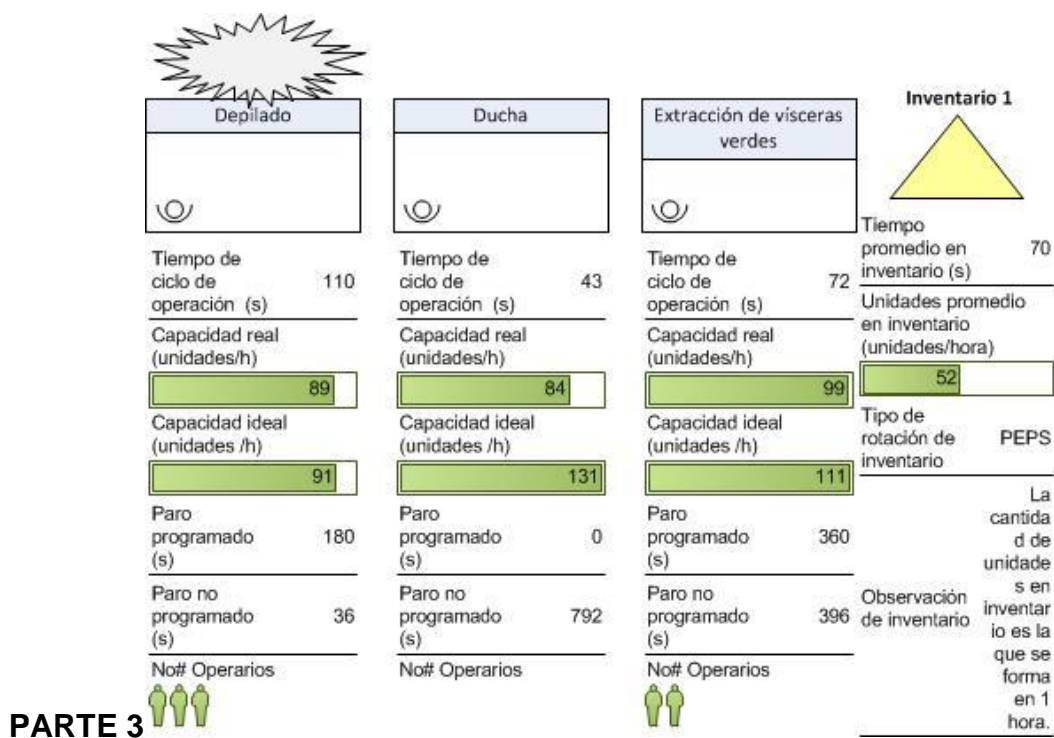 Depilado
Tiempo de
ciclo de
operación (s)
110
Capacidad real
(unidades/h)
89
Capacidad ideal
(unidades /h)
91
Paro
programado
(s)
180
Paro no
programado
(s)
36
No# Operarios
Ducha
Tiempo de
ciclo de
operación (s)
43
Capacidad real
(unidades/h)
84
Capacidad ideal
(unidades /h)
131
Paro
programado
(s)
0
Paro no
programado
(s)
792
No# Operarios
Extracción de vísceras
verdes
Tiempo de
ciclo de
operación (s)
72
Capacidad real
(unidades/h)
99
Capacidad ideal
(unidades /h)
111
Paro
programado
(s)
360
Paro no
programado
(s)
396
No# Operarios
Inventario 1
Tiempo
promedio en
inventario (s)
70
Unidades promedio
en inventario
(unidades/hora)
52
Tipo de
rotación de
inventario
PEPS
Observación
de inventario
La
cantida
d de
unidade
s en
inventar
io es la
que se
forma
en 1
hora.
PARTE 3